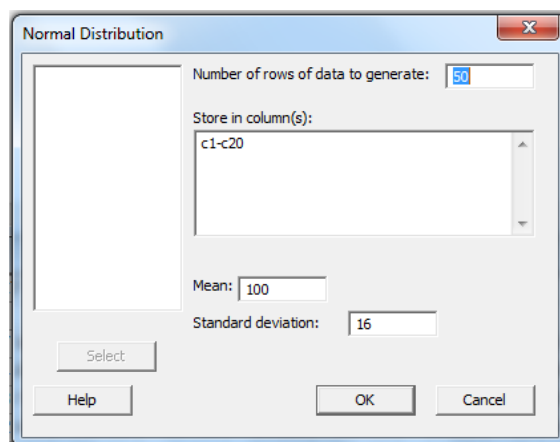 Normal Distribution
Number of rows of data to generate: 50
Store in column(s):
c1-c20
Mean: 100
Standard deviation: 16
Select
Help OK Cancel